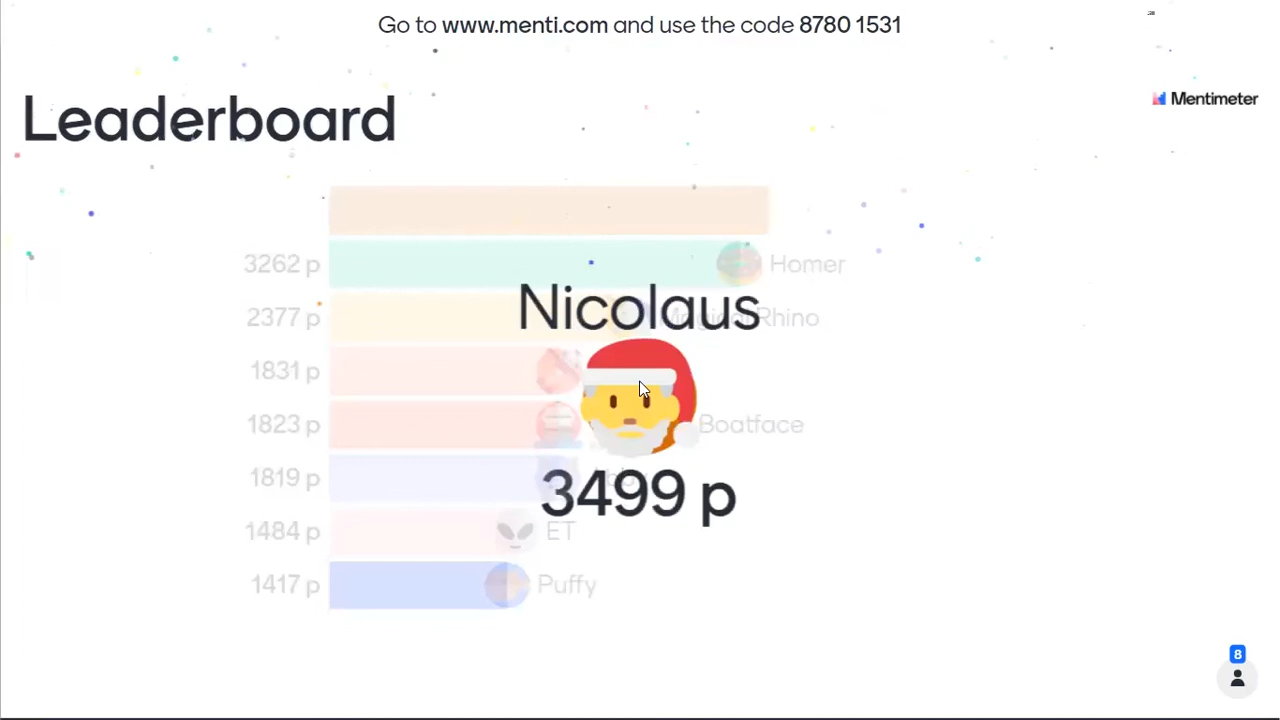 Go to www.menti.com and use the code 8780 1531
Mentimeter
Leaderboard
3262 p Homer
Nicolaus
2377 p Magical Rhino
1831 p
1823 p Boatface
1819 p
3499 p
1484 p ET
1417 p Puffy
8